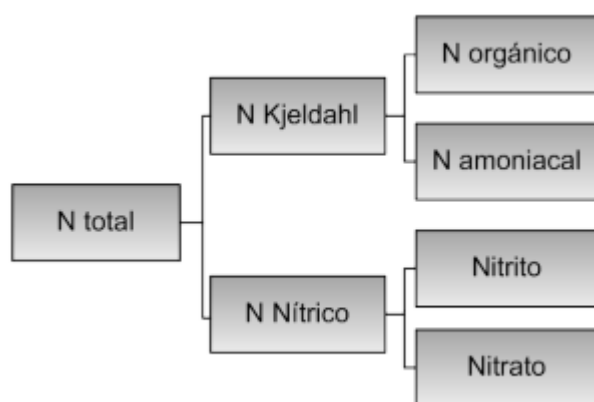 N total
N Kjeldahl
N orgánico
N amoniacal
N Nítrico
Nitrito
Nitrato